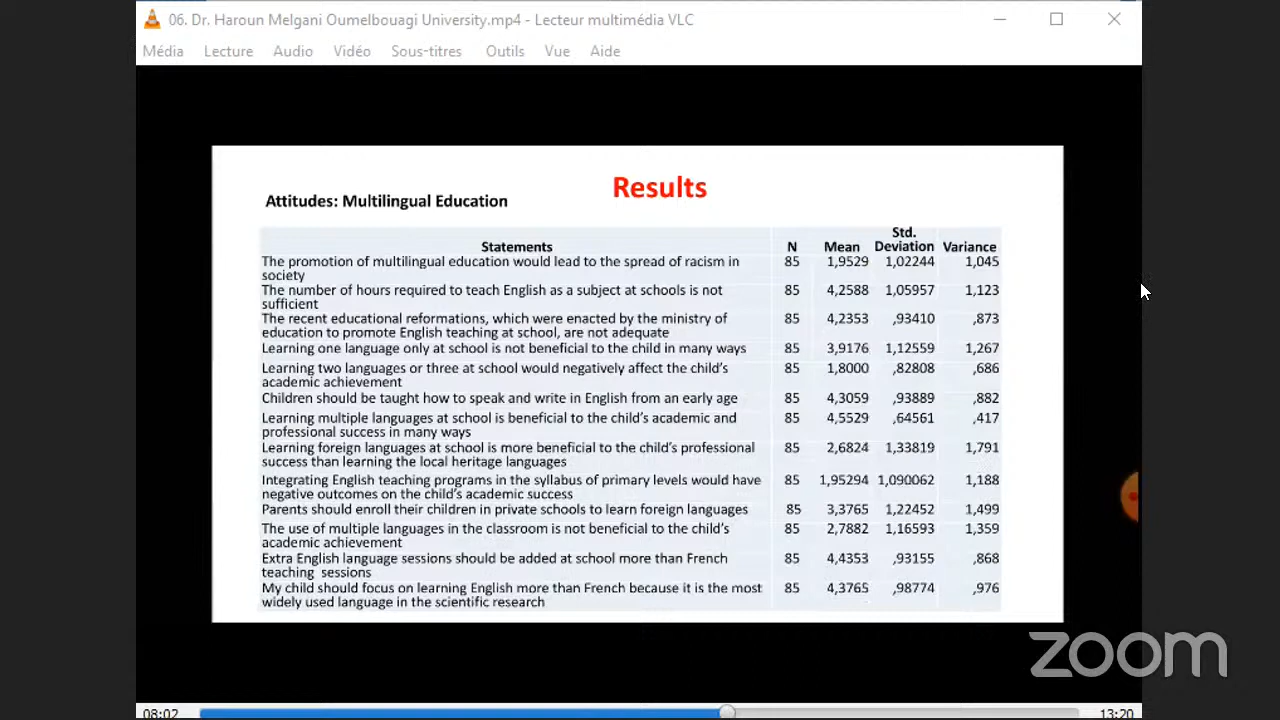 06. Dr. Haroun Melgani Oumelbouagi University.mp4 - Lecteur multimédia VLC
Média Lecture Audio Vidéo Sous-titres Outils Vue Aide
Results
Attitudes: Multilingual Education
Statements N Mean Std. Deviation Variance
The promotion of multilingual education would lead to the spread of racism in 85 1,9529 1,02244 1,045
society
The number of hours required to teach English as a subject at schools is not 85 4,2588 1,05957 1,123
sufficient
The recent educational reformations, which were enacted by the ministry of 85 4,2353 ,93410 ,873
education to promote English teaching at school, are not adequate
Learning one language only at school is not beneficial to the child in many ways 85 3,9176 1,12559 1,267
Learning two languages or three at school would negatively affect the child's 85 1,8000 ,82808 ,686
academic achievement
Children should be taught how to speak and write in English from an early age 85 4,3059 ,93889 ,882
Learning multiple languages at school is beneficial to the child's academic and 85 4,5529 ,64561 ,417
professional success in many ways
Learning foreign languages at school is more beneficial to the child's professional 85 2,6824 1,33819 1,791
success than learning the local heritage languages
Integrating English teaching programs in the syllabus of primary levels would have 85 1,95294 1,090062 1,188
negative outcomes on the child's academic success
Parents should enroll their children in private schools to learn foreign languages 85 3,3765 1,22452 1,499
The use of multiple languages in the classroom is not beneficial to the child's 85 2,7882 1,16593 1,359
academic achievement
Extra English language sessions should be added at school more than French 85 4,4353 ,93155 ,868
teaching sessions
My child should focus on learning English more than French because it is the most 85 4,3765 ,98774 ,976
widely used language in the scientific research
zoom
08:02 13:20